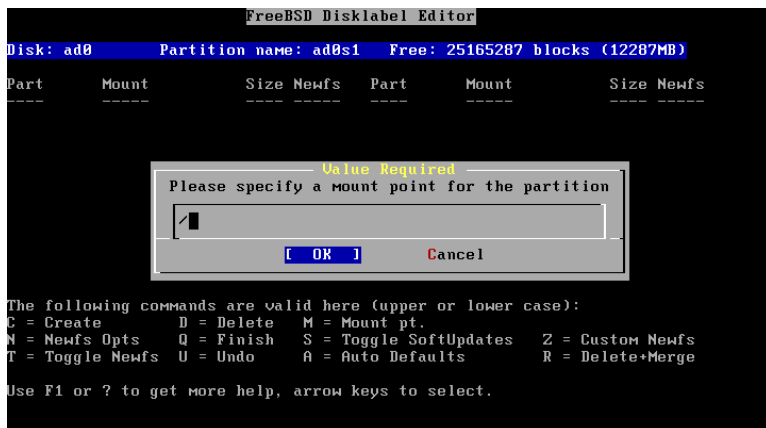 FreeBSD Disklabel Editor
Disk: ad0 Partition name: ad0s1 Free: 25165287 blocks (12287MB)
Part Mount Size Newfs Part Mount Size Newfs
---- ----- ---- ----- ---- ----- ---- -----
Value Required
Please specify a mount point for the partition
/
[ OK ] Cancel
The following commands are valid here (upper or lower case):
C = Create D = Delete M = Mount pt.
N = Newfs Opts Q = Finish S = Toggle SoftUpdates Z = Custom Newfs
T = Toggle Newfs U = Undo A = Auto Defaults R = Delete+Merge
Use F1 or ? to get more help, arrow keys to select.